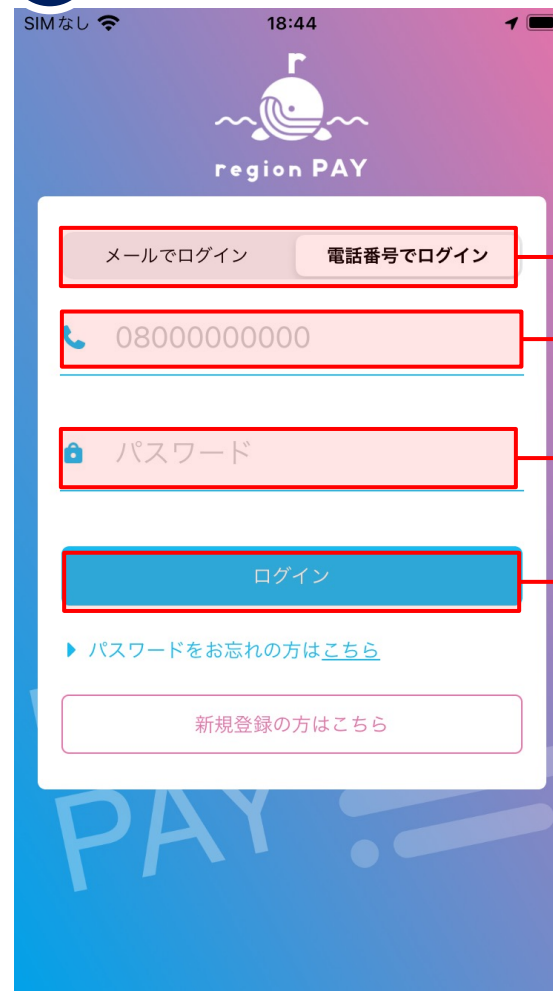 SIMなし 18:44
r
region PAY
メールでログイン 電話番号でログイン
08000000000
パスワード
ログイン
パスワードをお忘れの方はこちら
新規登録の方はこちら
PAY